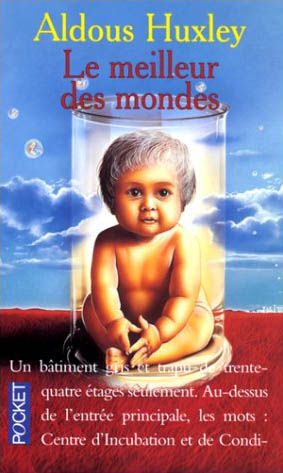 Aldous Huxley
Le meilleur
des mondes
Un bâtiment gris et trapu de trente-
quatre étages seulement. Au-dessus
de l'entrée principale, les mots :
Centre d'Incubation et de Condi-
POCKET